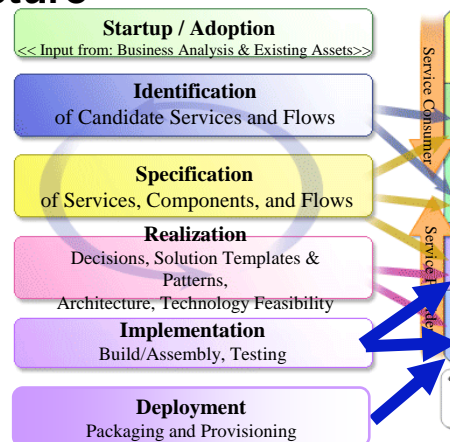 Startup / Adoption
<< Input from: Business Analysis & Existing Assets>>
Identification
of Candidate Services and Flows
Specification
of Services, Components, and Flows
Realization
Decisions, Solution Templates &
Patterns,
Architecture, Technology Feasibility
Implementation
Build/Assembly, Testing
Deployment
Packaging and Provisioning
Service Consumer
Service